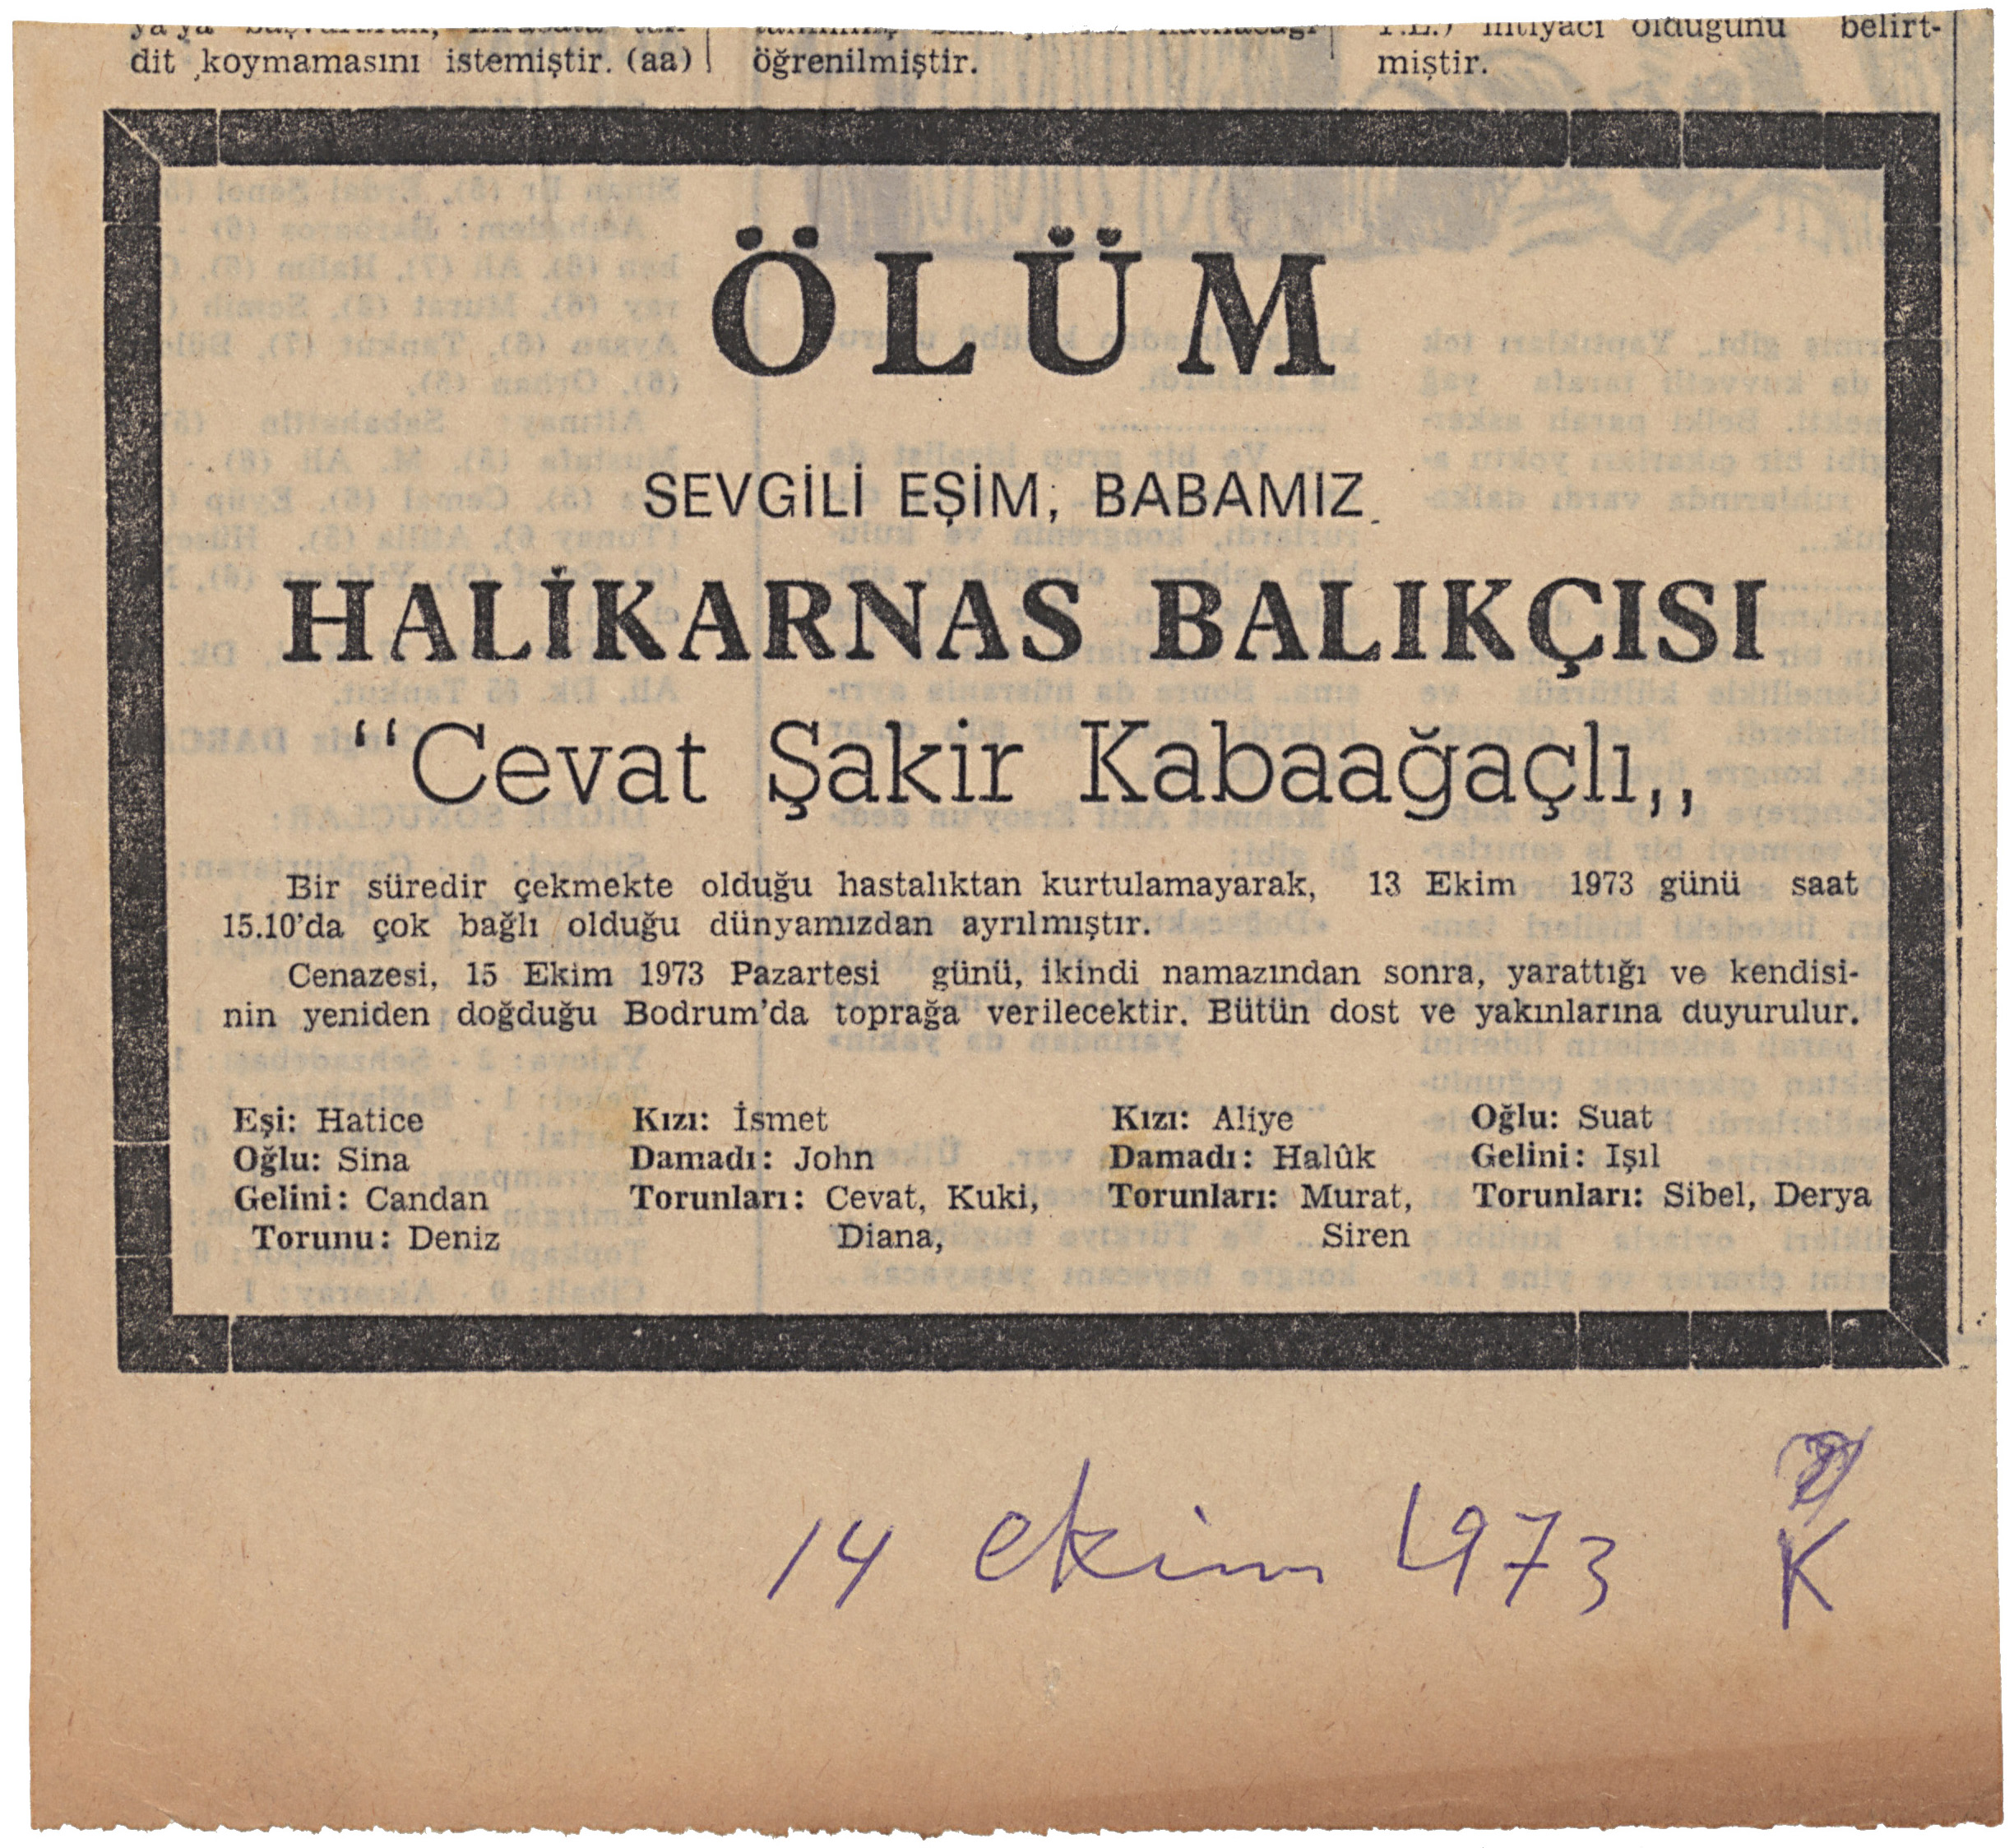 dit koymamasını istemiştir. (aa)
öğrenilmiştir.
ihtiyacı olduğunu belirt-
miştir.
ÖLÜM
SEVGİLİ EŞİM, BABAMIZ
HALİKARNAS BALIKÇISI
“Cevat Şakir Kabaağaçlı,,
Bir süredir çekmekte olduğu hastalıktan kurtulamayarak, 13 Ekim 1973 günü saat
15.10'da çok bağlı olduğu dünyamızdan ayrılmıştır.
Cenazesi, 15 Ekim 1973 Pazartesi günü, ikindi namazından sonra, yarattığı ve kendisi-
nin yeniden doğduğu Bodrum'da toprağa verilecektir. Bütün dost ve yakınlarına duyurulur.
Eşi: Hatice
Oğlu: Sina
Gelini: Candan
Torunu: Deniz
Kızı: İsmet
Damadı: John
Torunları: Cevat, Kuki,
Diana,
Kızı: Aliye
Damadı: Halûk
Torunları: Murat,
Siren
Oğlu: Suat
Gelini: Işıl
Torunları: Sibel, Derya
14 ekim 1973 K